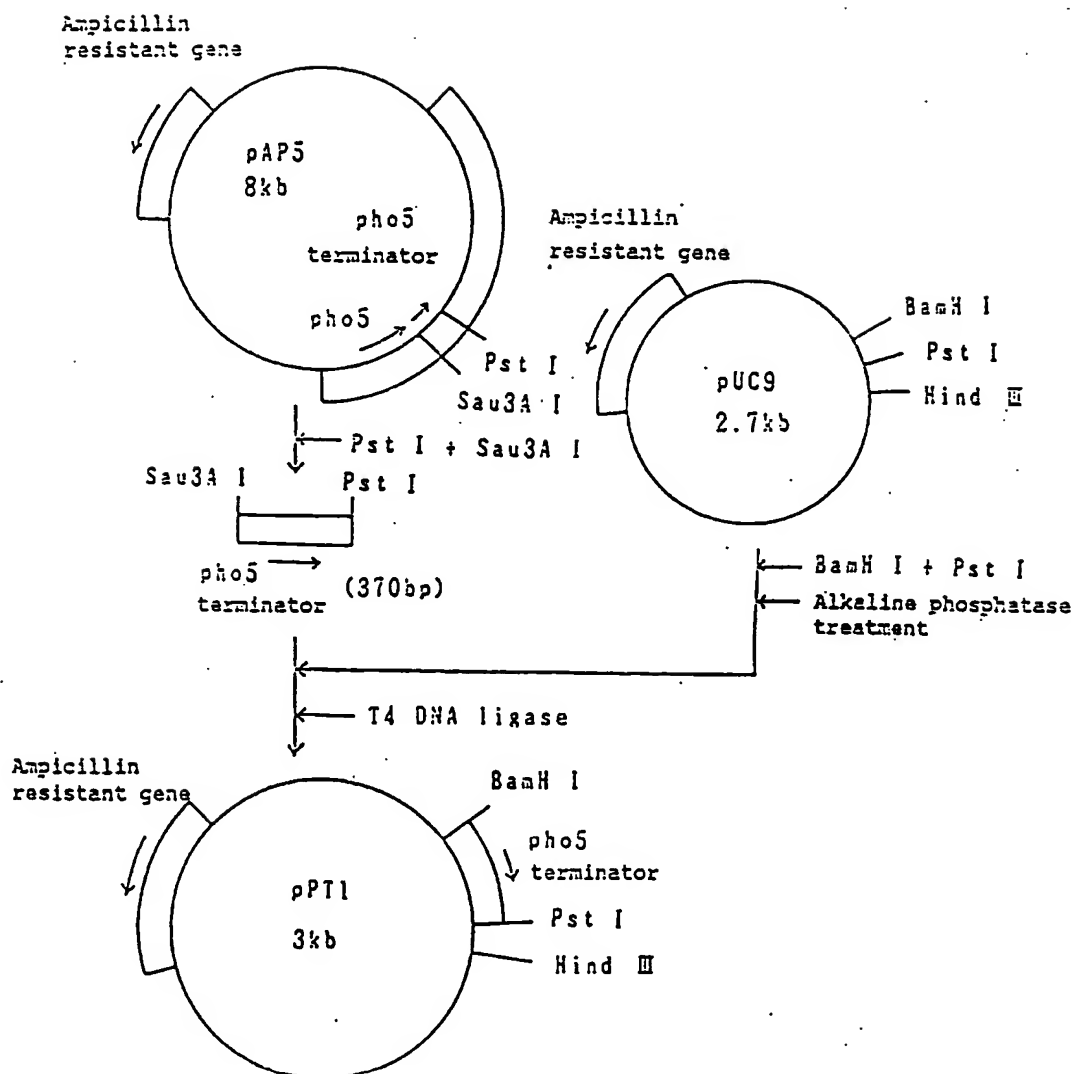 Ampicillin
resistant gene
pAP5
8kb
pho5
terminator
pho5
Pst I
Sau3A I
Ampicillin
resistant gene
BamH I
Pst I
Hind Ⅲ
pUC9
2.7kb
Pst I + Sau3A I
Sau3A I
Pst I
pho5
terminator
(370bp)
BamH I + Pst I
Alkaline phosphatase
treatment
T4 DNA ligase
Ampicillin
resistant gene
BamH I
pho5
terminator
pPT1
3kb
Pst I
Hind Ⅲ